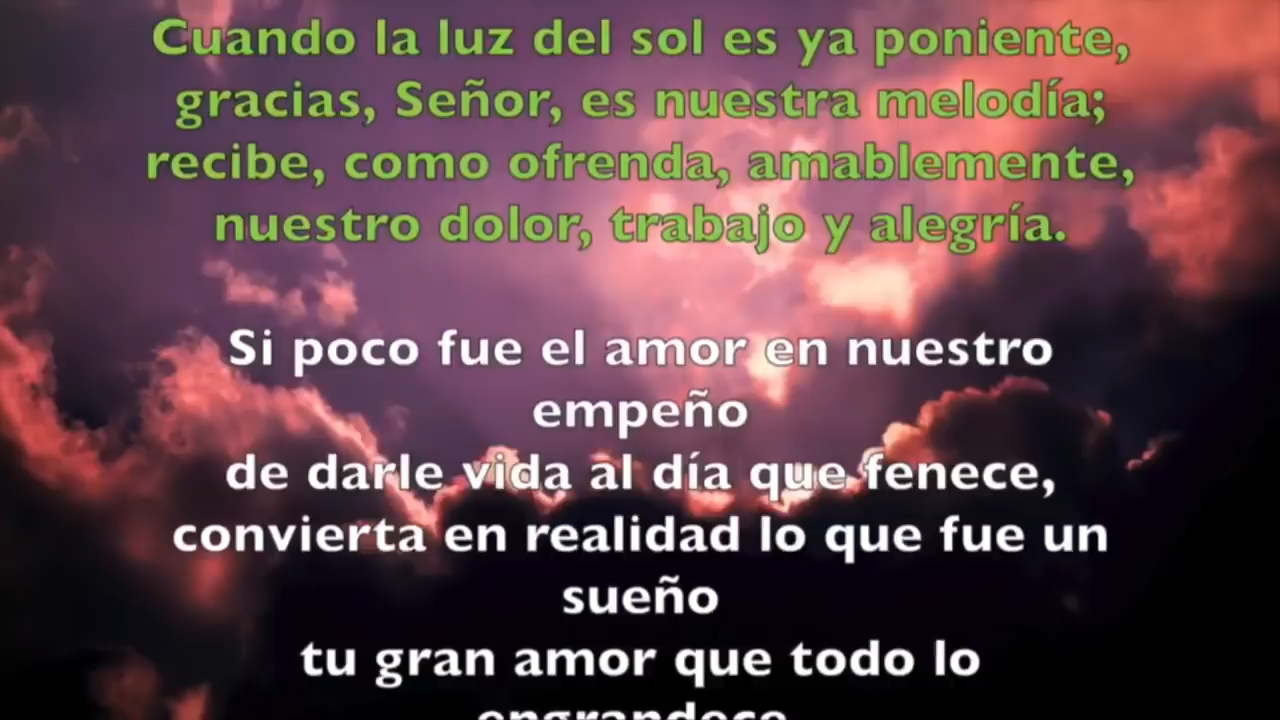 Cuando la luz del sol es ya poniente,
gracias, Señor, es nuestra melodía;
recibe, como ofrenda, amablemente,
nuestro dolor, trabajo y alegría.
Si poco fue el amor en nuestro
empeño
de darle vida al día que fenece,
convierta en realidad lo que fue un
sueño
tu gran amor que todo lo
engrandece.